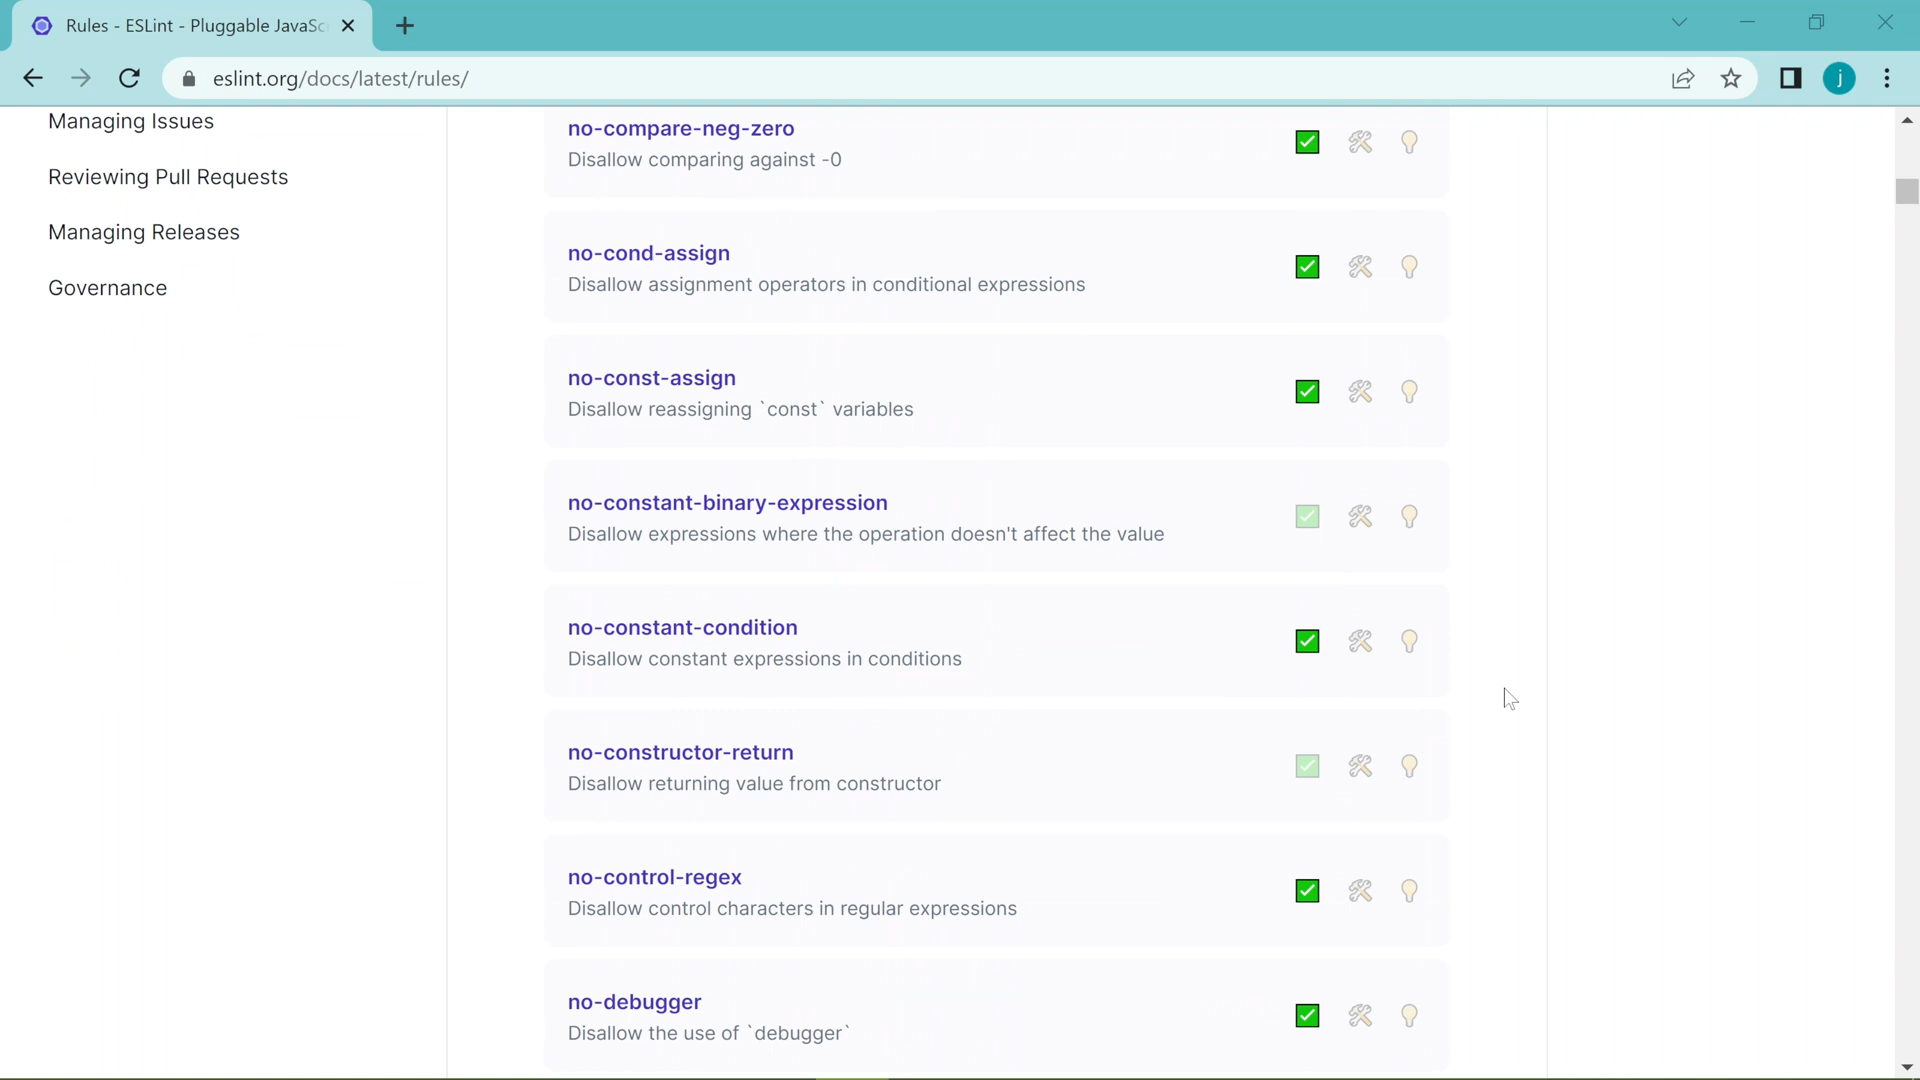 Rules - ESLint - Pluggable JavaSc
eslint.org/docs/latest/rules/
j
Managing Issues
Reviewing Pull Requests
Managing Releases
Governance
no-compare-neg-zero
Disallow comparing against -0
no-cond-assign
Disallow assignment operators in conditional expressions
no-const-assign
Disallow reassigning `const` variables
no-constant-binary-expression
Disallow expressions where the operation doesn't affect the value
no-constant-condition
Disallow constant expressions in conditions
no-constructor-return
Disallow returning value from constructor
no-control-regex
Disallow control characters in regular expressions
no-debugger
Disallow the use of `debugger`